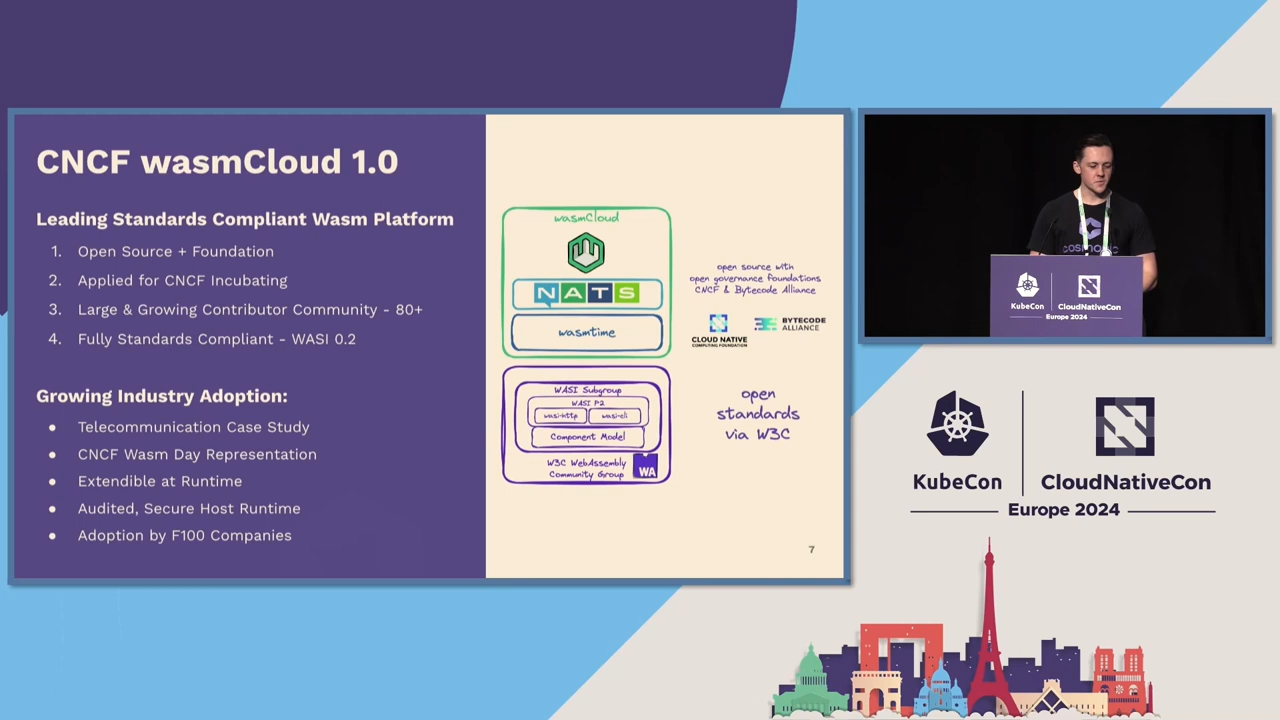 CNCF wasmCloud 1.0
Leading Standards Compliant Wasm Platform
1. Open Source + Foundation
2. Applied for CNCF Incubating
3. Large & Growing Contributor Community - 80+
4. Fully Standards Compliant - WASI 0.2
Growing Industry Adoption:
● Telecommunication Case Study
● CNCF Wasm Day Representation
● Extendible at Runtime
● Audited, Secure Host Runtime
● Adoption by F100 Companies
wasmCloud
NATS
wasmtime
WASI Subgroup
WASI P2
wasi-http wasi-cli
Component Model
W3C WebAssembly
Community Group
WA
open source with
open governance foundations
CNCF & Bytecode Alliance
CLOUD NATIVE
COMPUTING FOUNDATION
BYTECODE
ALLIANCE
open
standards
via W3C
7
cosmonic
KubeCon CloudNativeCon
Europe 2024
KubeCon CloudNativeCon
Europe 2024